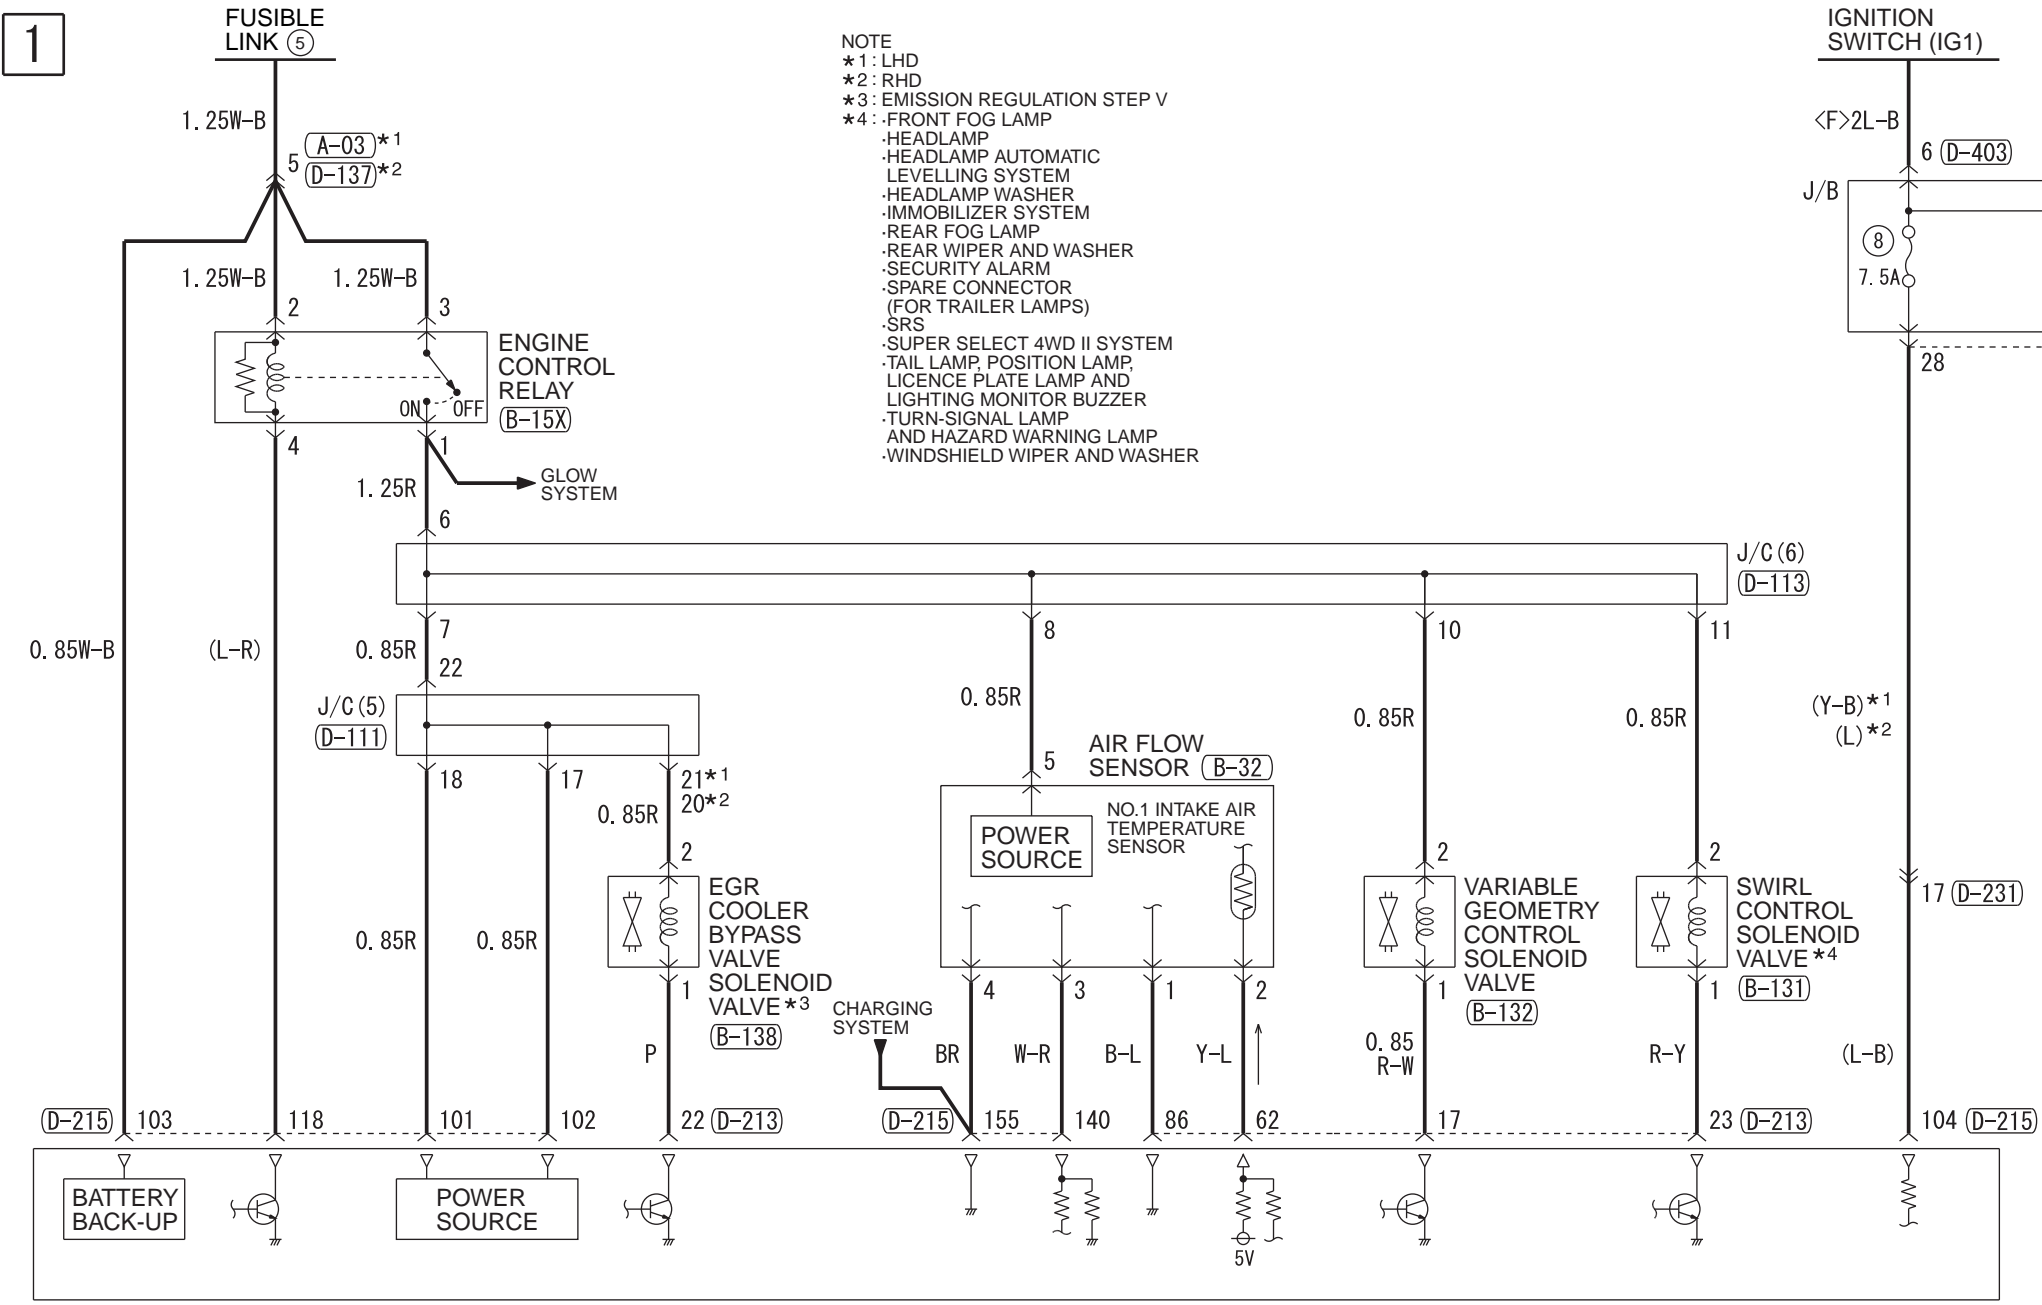 1
FUSIBLE
LINK ⑤
NOTE
*1: LHD
*2: RHD
*3: EMISSION REGULATION STEP V
*4: ·FRONT FOG LAMP
·HEADLAMP
·HEADLAMP AUTOMATIC
LEVELLING SYSTEM
·HEADLAMP WASHER
·IMMOBILIZER SYSTEM
·REAR FOG LAMP
·REAR WIPER AND WASHER
·SECURITY ALARM
·SPARE CONNECTOR
(FOR TRAILER LAMPS)
·SRS
·SUPER SELECT 4WD II SYSTEM
·TAIL LAMP, POSITION LAMP,
LICENCE PLATE LAMP AND
LIGHTING MONITOR BUZZER
·TURN-SIGNAL LAMP
AND HAZARD WARNING LAMP
·WINDSHIELD WIPER AND WASHER
IGNITION
SWITCH (IG1)
1.25W-B
5 (A-03)*1
(D-137)*2
<F>2L-B
6 (D-403)
J/B
⑧
7.5A
28
1.25W-B 1.25W-B
2 3
ENGINE
CONTROL
RELAY
(B-15X)
ON OFF
4 1
GLOW
SYSTEM
1.25R
6
J/C(6)
(D-113)
7 8 10 11
0.85W-B (L-R) 0.85R
22
J/C(5)
(D-111)
18 17 21*1
20*2
0.85R
0.85R 0.85R 0.85R
(Y-B)*1
(L)*2
5
AIR FLOW
SENSOR (B-32)
POWER
SOURCE
NO.1 INTAKE AIR
TEMPERATURE
SENSOR
2 2 2
EGR
COOLER
BYPASS
VALVE
SOLENOID
VALVE*3
(B-138)
VARIABLE
GEOMETRY
CONTROL
SOLENOID
VALVE
(B-132)
SWIRL
CONTROL
SOLENOID
VALVE*4
(B-131)
17 (D-231)
0.85R 0.85R
1 4 3 1 2 1 1
CHARGING
SYSTEM
P BR W-R B-L Y-L 0.85
R-W
R-Y (L-B)
(D-215) 103 118 101 102 22 (D-213) (D-215) 155 140 86 62 17 23 (D-213) 104 (D-215)
BATTERY
BACK-UP
POWER
SOURCE
5V